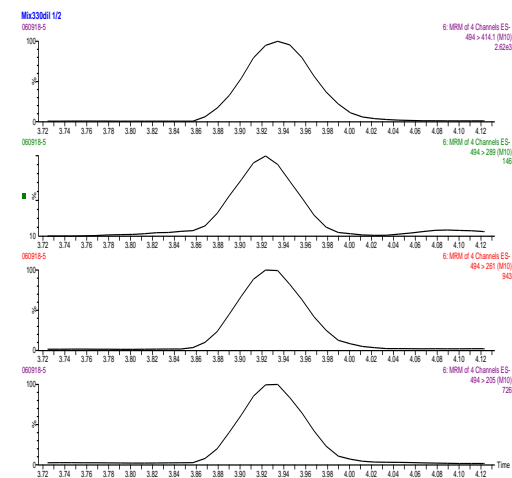 Mix330dil 1/2
060918-5
6: MRM of 4 Channels ES-
494 > 414.1 (M10)
2.62e3
100
%
0
3.72 3.74 3.76 3.78 3.80 3.82 3.84 3.86 3.88 3.90 3.92 3.94 3.96 3.98 4.00 4.02 4.04 4.06 4.08 4.10 4.12
060918-5
6: MRM of 4 Channels ES-
494 > 289 (M10)
146
%
10
3.72 3.74 3.76 3.78 3.80 3.82 3.84 3.86 3.88 3.90 3.92 3.94 3.96 3.98 4.00 4.02 4.04 4.06 4.08 4.10 4.12
060918-5
6: MRM of 4 Channels ES-
494 > 261 (M10)
943
100
%
0
3.72 3.74 3.76 3.78 3.80 3.82 3.84 3.86 3.88 3.90 3.92 3.94 3.96 3.98 4.00 4.02 4.04 4.06 4.08 4.10 4.12
060918-5
6: MRM of 4 Channels ES-
494 > 205 (M10)
726
100
%
0
3.72 3.74 3.76 3.78 3.80 3.82 3.84 3.86 3.88 3.90 3.92 3.94 3.96 3.98 4.00 4.02 4.04 4.06 4.08 4.10 4.12
Time